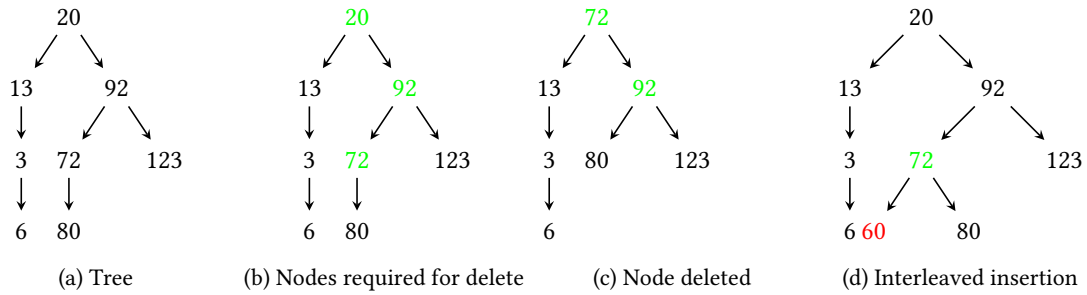 20 20 72 20
13 92 13 92 13 92 13 92
3 72 123 3 72 123 3 80 123 3 72 123
6 80 6 80 6 6 60 80
(a) Tree (b) Nodes required for delete (c) Node deleted (d) Interleaved insertion